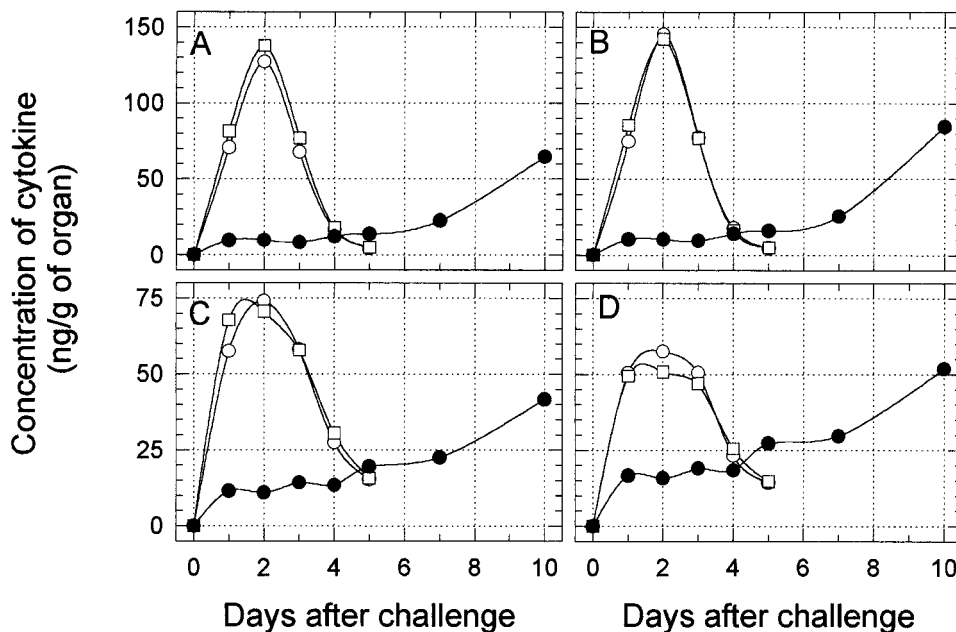 Concentration of cytokine
(ng/g of organ)
150
100
50
0
A
B
75
50
25
0
C
D
0 2 4 6 8 10
0 2 4 6 8 10
Days after challenge
Days after challenge